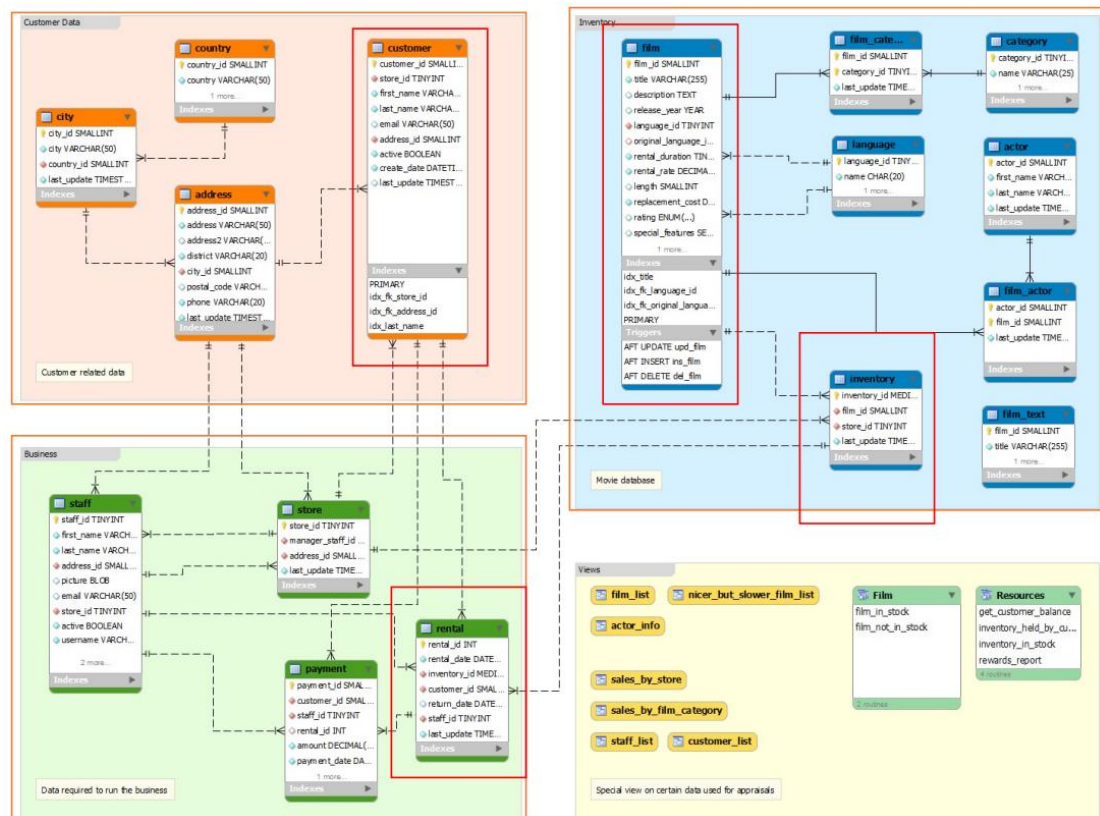 Customer Data
country
country_id SMALLINT
country VARCHAR(50)
1 more...
Indexes
customer
customer_id SMALLI...
store_id TINYINT
first_name VARCHA...
last_name VARCHA...
email VARCHAR(50)
address_id SMALLINT
active BOOLEAN
create_date DATETI...
last_update TIMEST...
Indexes
PRIMARY
idx_fk_store_id
idx_fk_address_id
idx_last_name
city
city_id SMALLINT
city VARCHAR(50)
country_id SMALLINT
last_update TIMEST...
Indexes
address
address_id SMALLINT
address VARCHAR(50)
address2 VARCHAR(...
district VARCHAR(20)
city_id SMALLINT
postal_code VARCH...
phone VARCHAR(20)
last_update TIMEST...
Indexes
Customer related data
Inventory
film
film_id SMALLINT
title VARCHAR(255)
description TEXT
release_year YEAR
language_id TINYINT
original_language_i...
rental_duration TIN...
rental_rate DECIMA...
length SMALLINT
replacement_cost D...
rating ENUM(...)
special_features SE...
1 more...
Indexes
idx_title
idx_fk_language_id
idx_fk_original_langua...
PRIMARY
Triggers
AFT UPDATE upd_film
AFT INSERT ins_film
AFT DELETE del_film
film_cate...
film_id SMALLINT
category_id TINYI...
last_update TIME...
Indexes
category
category_id TINYI...
name VARCHAR(25)
last_update TIME...
Indexes
language
language_id TINY...
name CHAR(20)
1 more...
Indexes
actor
actor_id SMALLINT
first_name VARCH...
last_name VARCH...
last_update TIME...
Indexes
film_actor
actor_id SMALLINT
film_id SMALLINT
last_update TIME...
Indexes
inventory
inventory_id MEDI...
film_id SMALLINT
store_id TINYINT
last_update TIME...
Indexes
film_text
film_id SMALLINT
title VARCHAR(255)
1 more...
Indexes
Movie database
Business
staff
staff_id TINYINT
first_name VARCH...
last_name VARCH...
address_id SMALL...
picture BLOB
email VARCHAR(50)
store_id TINYINT
active BOOLEAN
username VARCH...
2 more...
Indexes
store
store_id TINYINT
manager_staff_id ...
address_id SMALL...
last_update TIME...
Indexes
payment
payment_id SMAL...
customer_id SMAL...
staff_id TINYINT
rental_id INT
amount DECIMAL(...
payment_date DA...
1 more...
Indexes
rental
rental_id INT
rental_date DATE...
inventory_id MEDI...
customer_id SMAL...
return_date DATE...
staff_id TINYINT
last_update TIME...
Indexes
Data required to run the business
Views
film_list
nicer_but_slower_film_list
actor_info
sales_by_store
sales_by_film_category
staff_list
customer_list
Film
film_in_stock
film_not_in_stock
2 routines
Resources
get_customer_balance
inventory_held_by_cu...
inventory_in_stock
rewards_report
4 routines
Special view on certain data used for appraisals